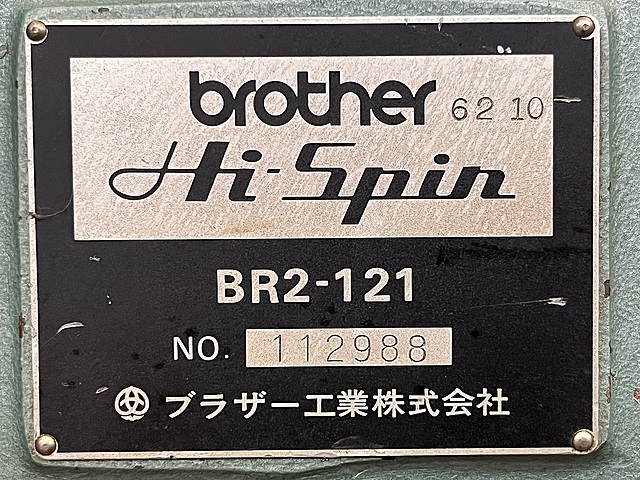 brother 62 10
Hi-Spin
BR2-121
NO. 112988
ブラザー工業株式会社